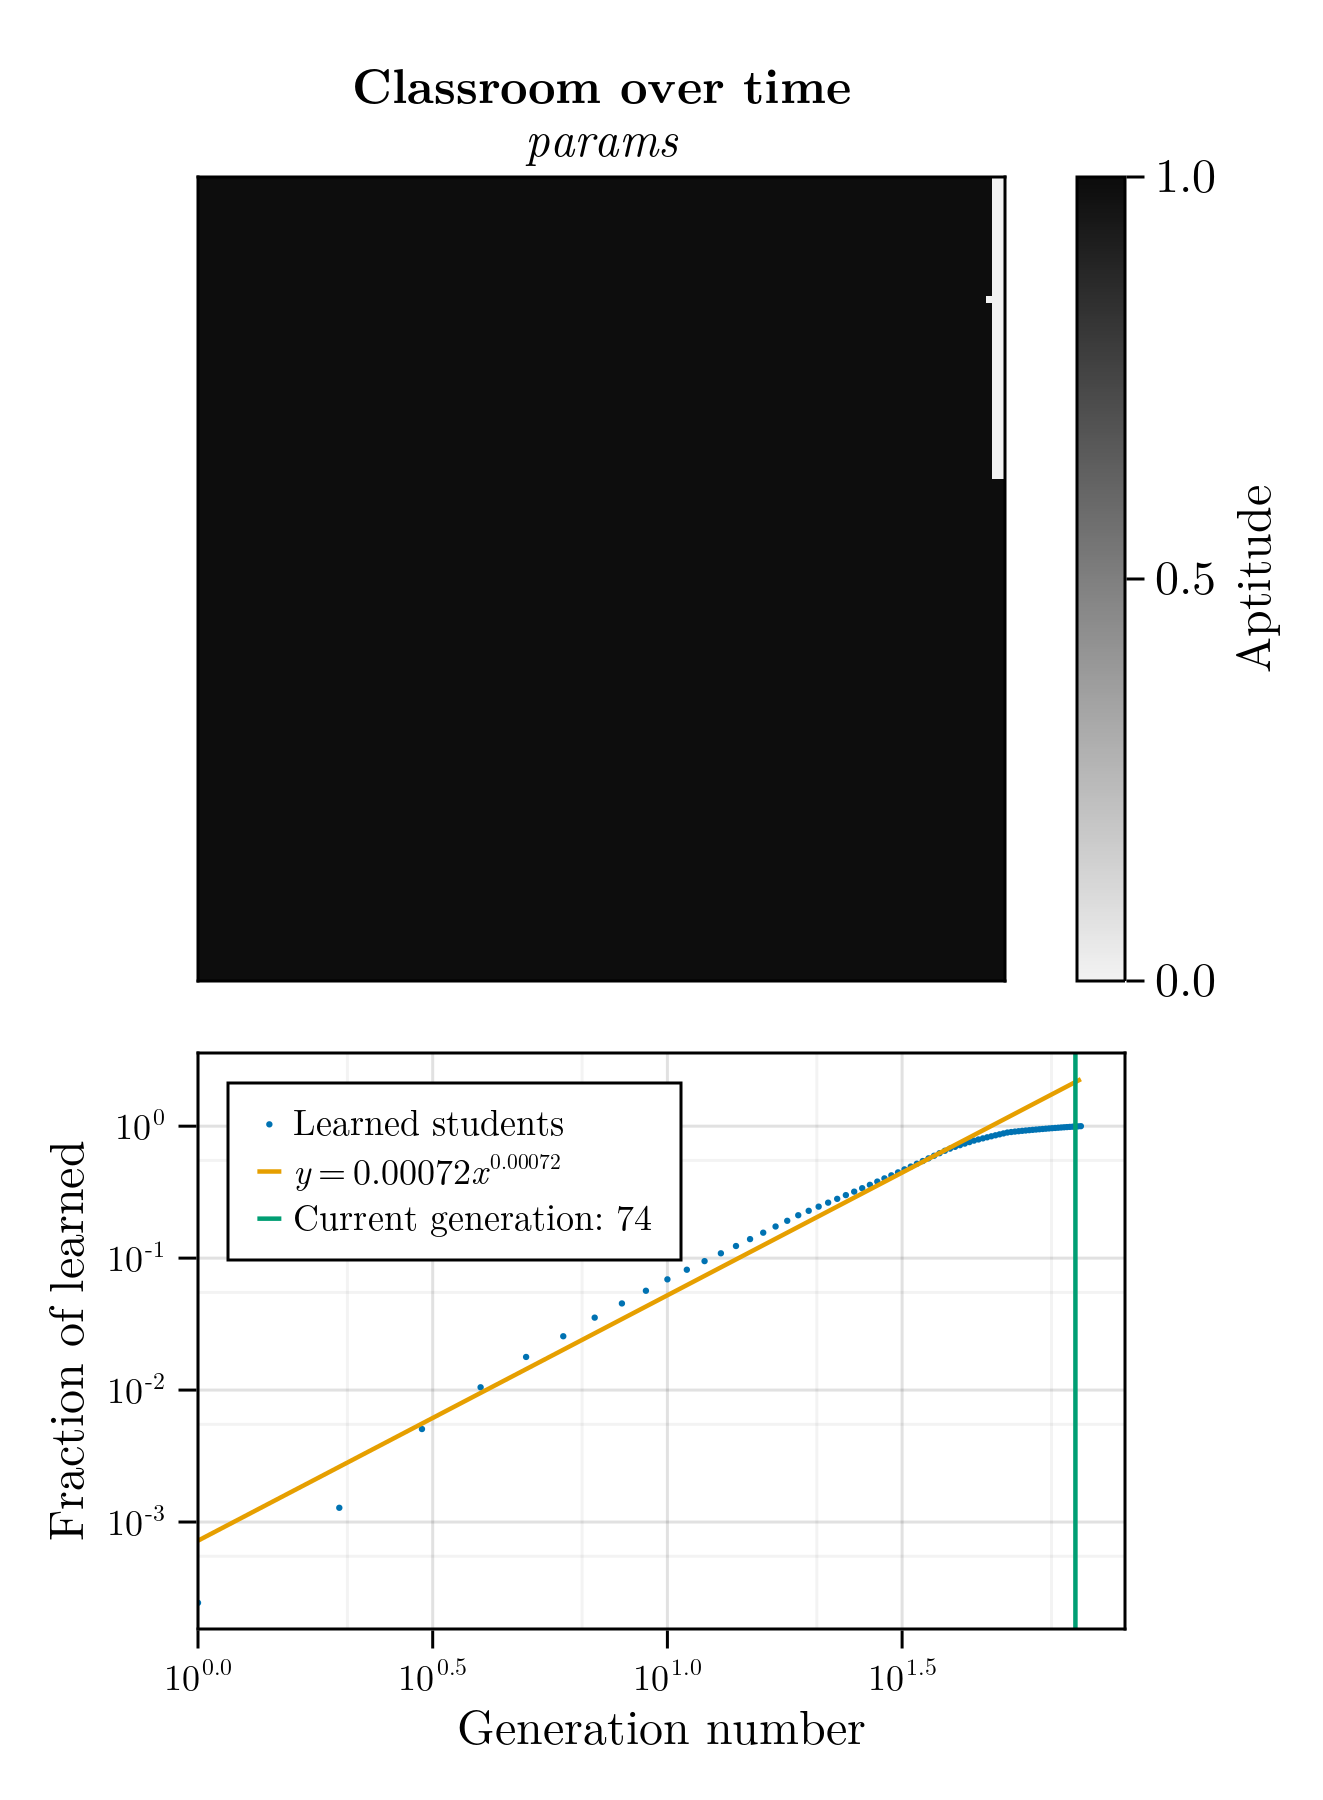 Classroom over time
params
1.0
0.5
0.0
Aptitude
Learned students
y = 0.00072x^0.00072
Current generation: 74
Fraction of learned
10^0
10^-1
10^-2
10^-3
10^0.0 10^0.5 10^1.0 10^1.5
Generation number